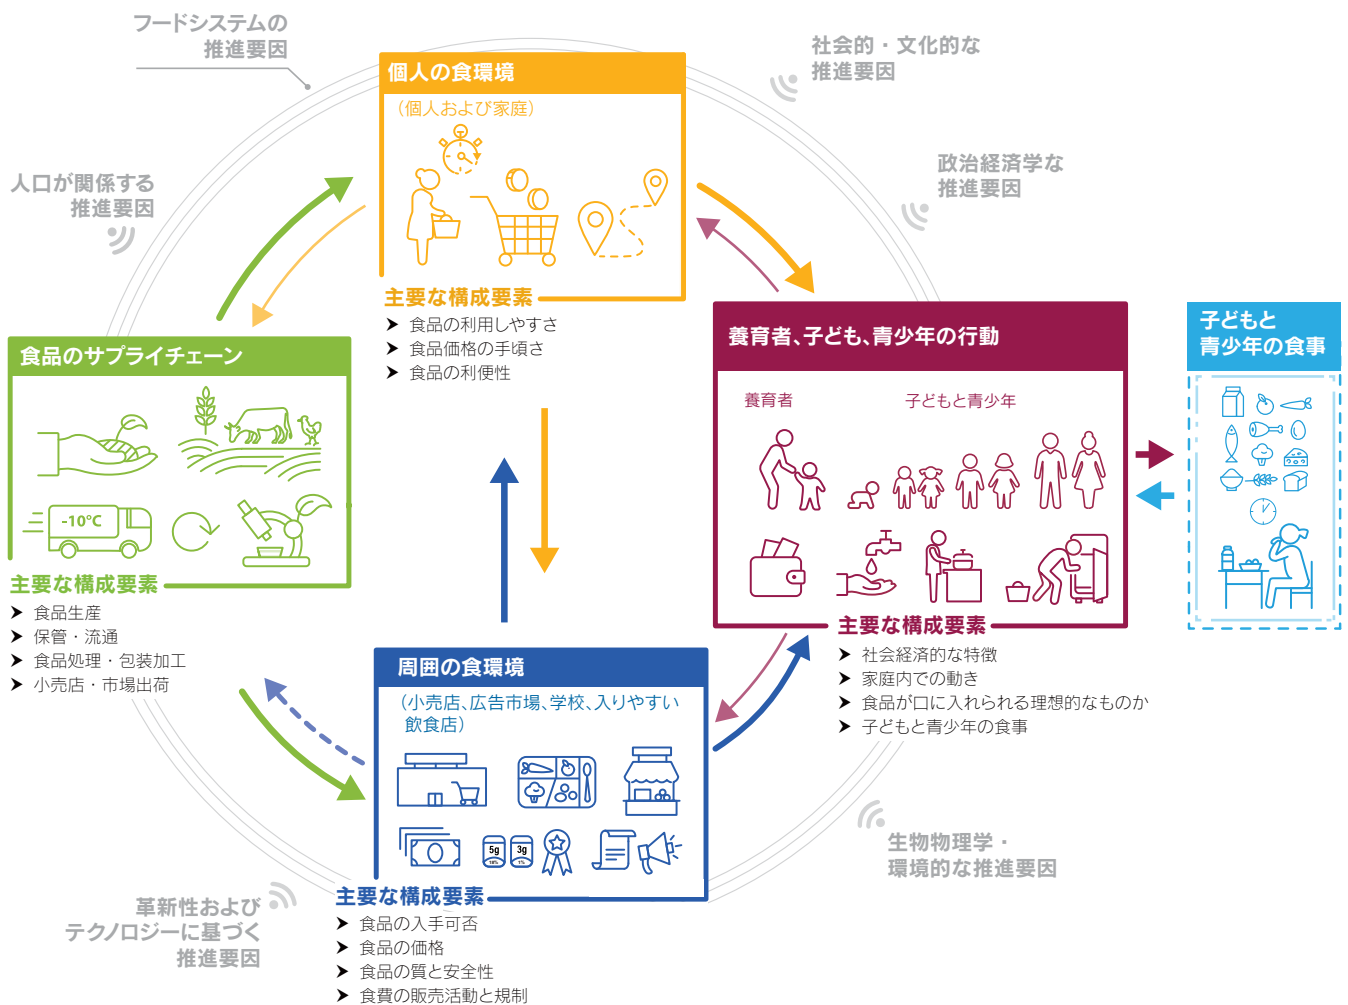 フードシステムの
推進要因
社会的・文化的な
推進要因
政治経済学な
推進要因
人口が関係する
推進要因
個人の食環境
（個人および家庭）
主要な構成要素
➤ 食品の利用しやすさ
➤ 食品価格の手頃さ
➤ 食品の利便性
食品のサプライチェーン
-10°C
主要な構成要素
➤ 食品生産
➤ 保管・流通
➤ 食品処理・包装加工
➤ 小売店・市場出荷
養育者、子ども、青少年の行動
養育者
子どもと青少年
主要な構成要素
➤ 社会経済的な特徴
➤ 家庭内での動き
➤ 食品が口に入れられる理想的なものか
➤ 子どもと青少年の食事
子どもと
青少年の食事
周囲の食環境
（小売店、広告市場、学校、入りやすい
飲食店）
5g
10%
3g
1%
主要な構成要素
➤ 食品の入手可否
➤ 食品の価格
➤ 食品の質と安全性
➤ 食費の販売活動と規制
生物物理学・
環境的な推進要因
革新性および
テクノロジーに基づく
推進要因